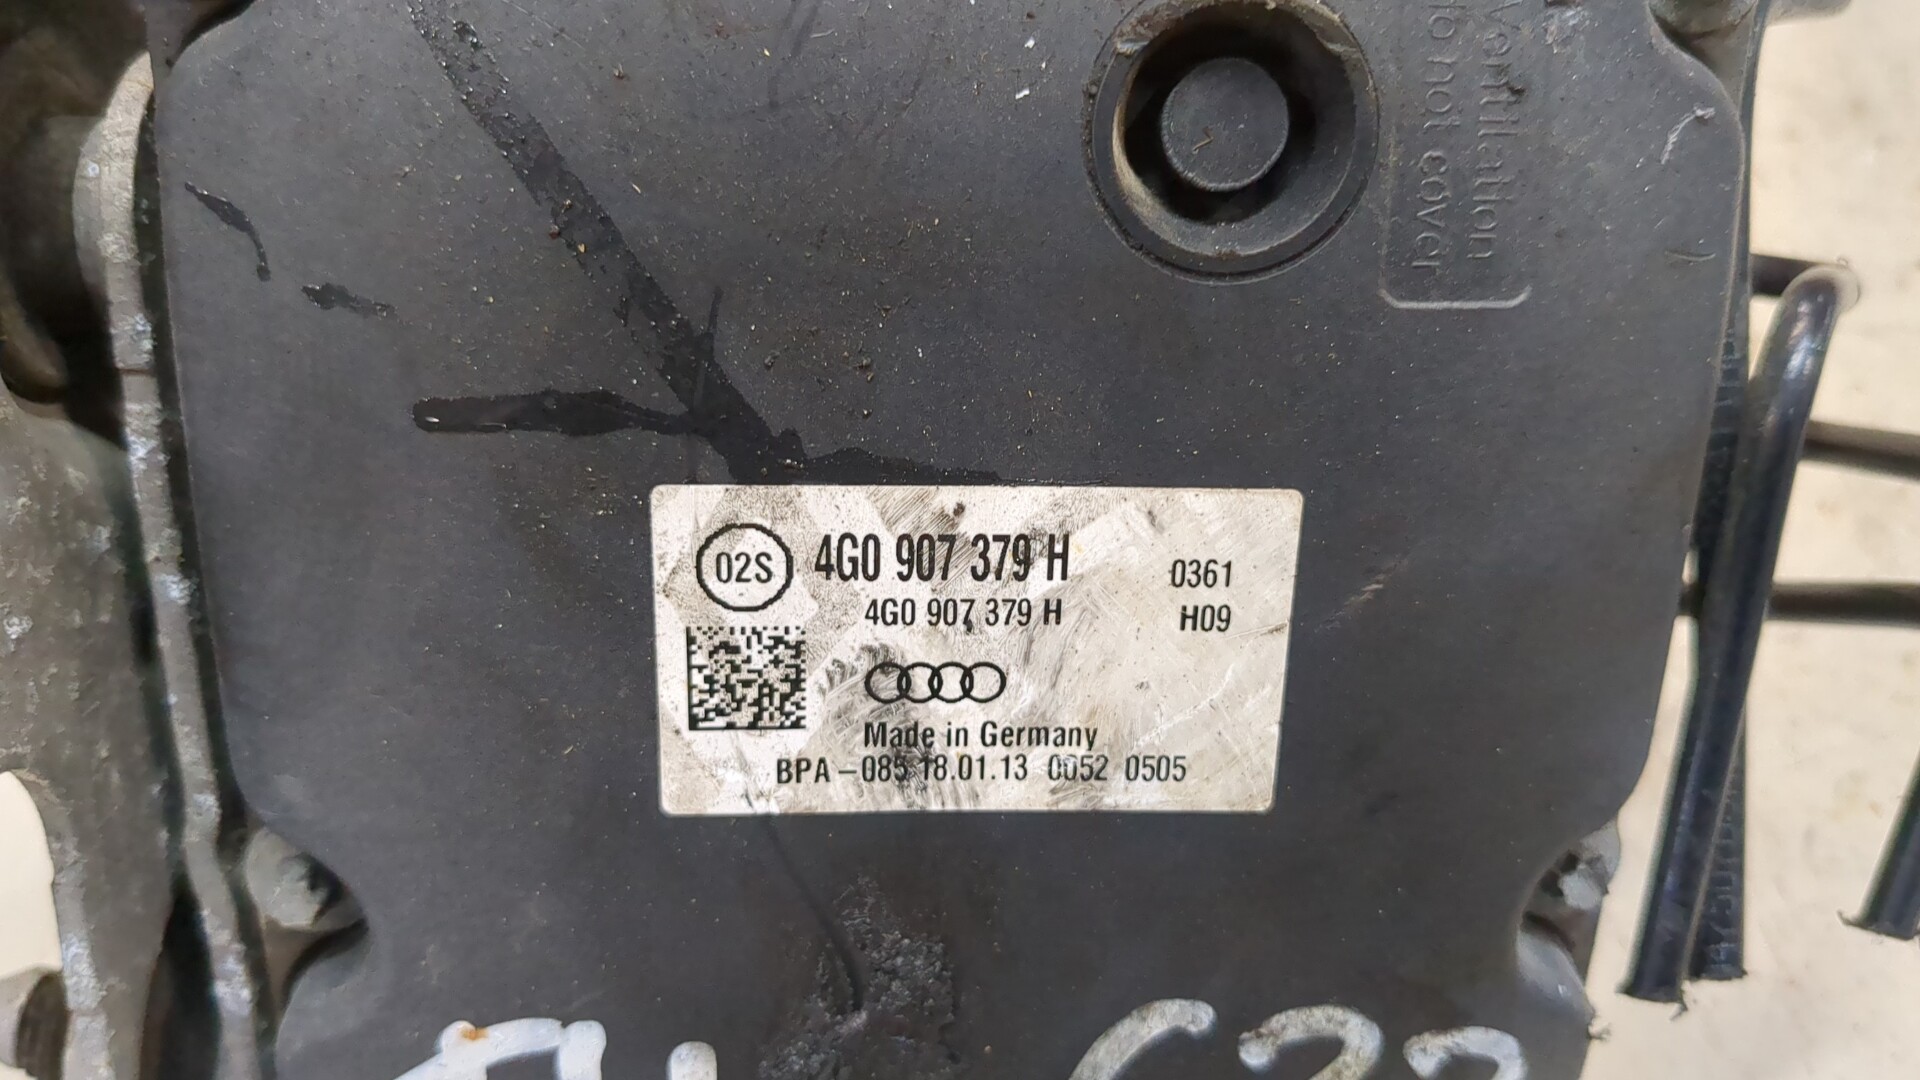 Ventilation
Do not cover
02S
4G0 907 379 H
0361
4G0 907 379 H
H09
Made in Germany
BPA -085 18.01.13 0052 0505